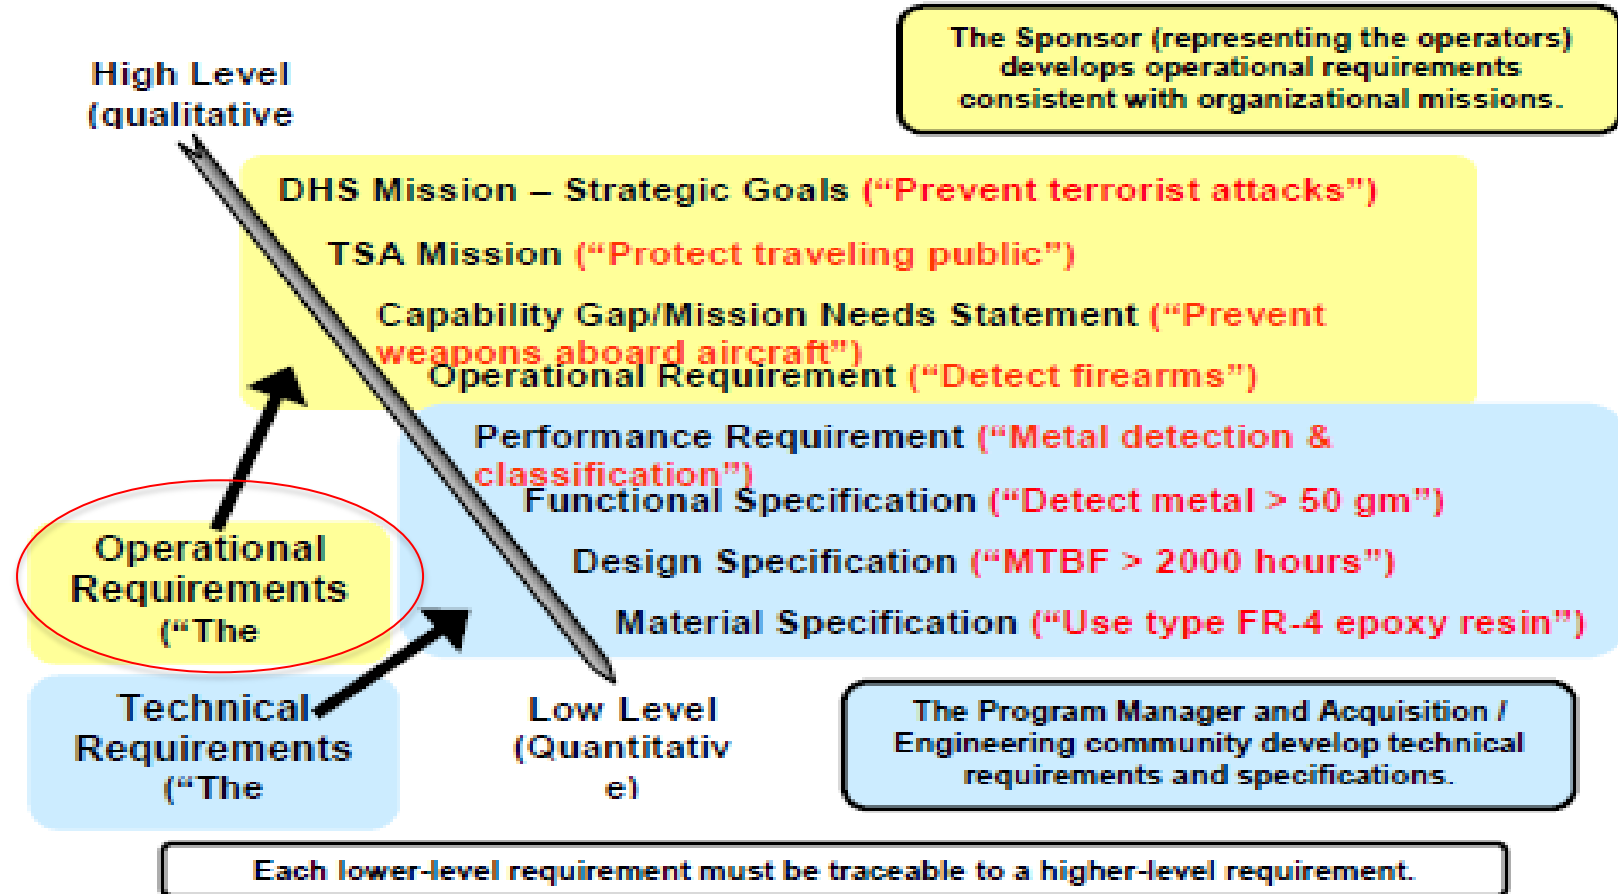 The Sponsor (representing the operators)
develops operational requirements
consistent with organizational missions.
High Level
(qualitative
DHS Mission – Strategic Goals (“Prevent terrorist attacks”)
TSA Mission (“Protect traveling public”)
Capability Gap/Mission Needs Statement (“Prevent
weapons aboard aircraft”)
Operational Requirement (“Detect firearms”)
Performance Requirement (“Metal detection &
classification”)
Functional Specification (“Detect metal > 50 gm”)
Design Specification (“MTBF > 2000 hours”)
Material Specification (“Use type FR-4 epoxy resin”)
Operational
Requirements
(“The
Technical
Requirements
(“The
Low Level
(Quantitativ
e)
The Program Manager and Acquisition /
Engineering community develop technical
requirements and specifications.
Each lower-level requirement must be traceable to a higher-level requirement.